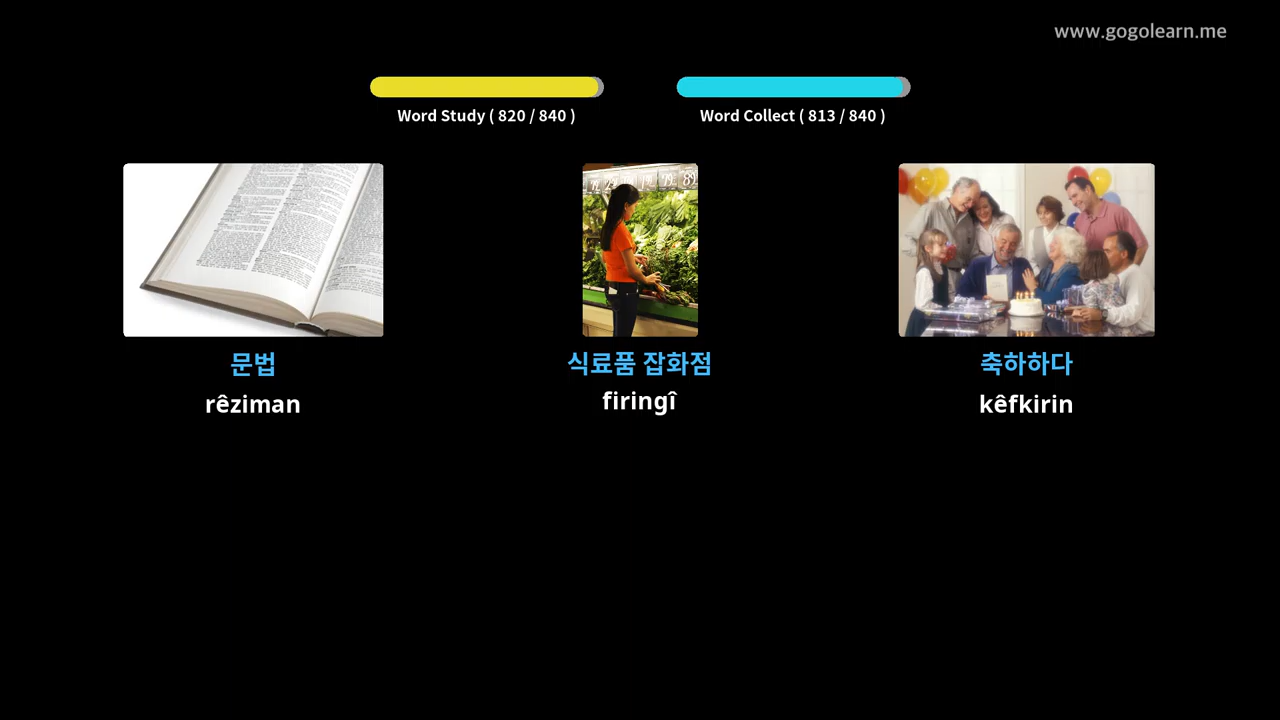 www.gogolearn.me
Word Study ( 820 / 840 )
Word Collect ( 813 / 840 )
문법
식료품 잡화점
축하하다
rêziman
firingî
kêfkirin